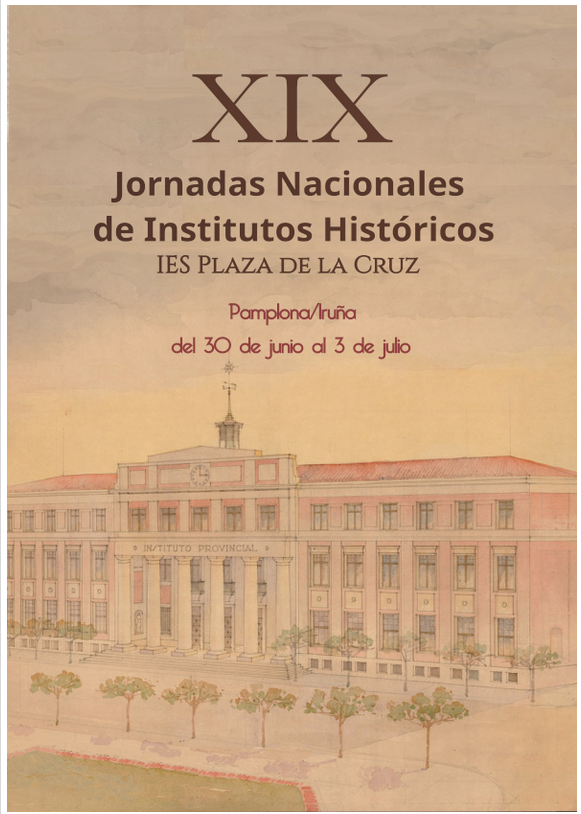 XIX
Jornadas Nacionales
de Institutos Históricos
IES PLAZA DE LA CRUZ
Pamplona/Iruña
del 30 de junio al 3 de julio
INSTITUTO PROVINCIAL